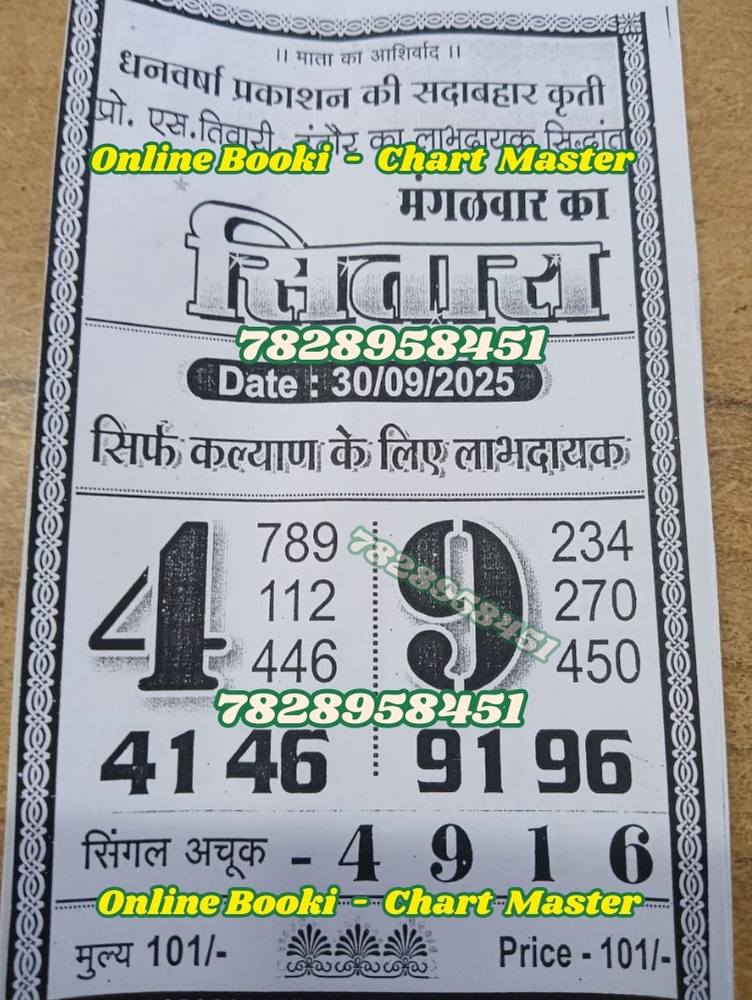 ।। माता का आशिर्वाद ।।
धनवर्षा प्रकाशन की सदाबहार कृती
प्रो. एस.तिवारी इंदौर का लाभदायक सिद्धांत
Online Booki - Chart Master
मंगळवार का
सितारा
7828958451
Date : 30/09/2025
सिर्फ कल्याण के लिए लाभदायक
4 789 9 234
112 270
446 450
7828958451
7828958451
41 46 91 96
सिंगल अचूक - 4 9 1 6
Online Booki - Chart Master
मुल्य 101/- Price - 101/-